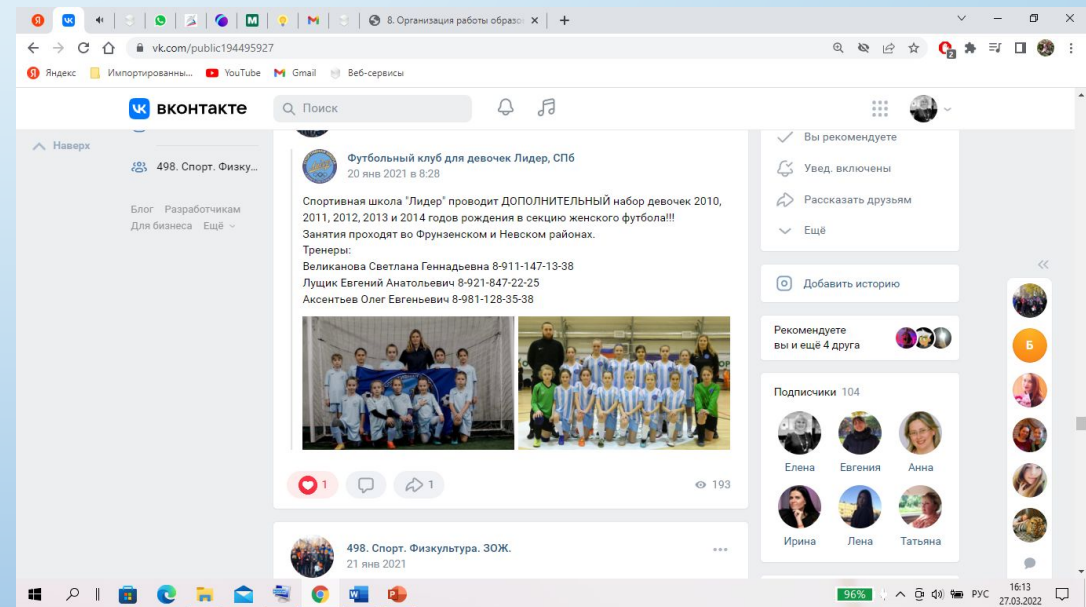 8. Организация работы образов
vk.com/public194495927
Яндекс Импортированны... YouTube Gmail Веб-сервисы
вконтакте Поиск
Наверх
498. Спорт. Физку...
Блог Разработчикам
Для бизнеса Ещё
Футбольный клуб для девочек Лидер, СПб
20 янв 2021 в 8:28
Спортивная школа "Лидер" проводит ДОПОЛНИТЕЛЬНЫЙ набор девочек 2010,
2011, 2012, 2013 и 2014 годов рождения в секцию женского футбола!!!
Занятия проходят во Фрунзенском и Невском районах.
Тренеры:
Великанова Светлана Геннадьевна 8-911-147-13-38
Лущик Евгений Анатольевич 8-921-847-22-25
Аксентьев Олег Евгеньевич 8-981-128-35-38
1 1 193
498. Спорт. Физкультура. ЗОЖ.
21 янв 2021
Вы рекомендуете
Увед. включены
Рассказать друзьям
Ещё
Добавить историю
Рекомендуете
вы и ещё 4 друга
Подписчики 104
Елена Евгения Анна
Ирина Лена Татьяна
Б
96% РУС 16:13
27.03.2022